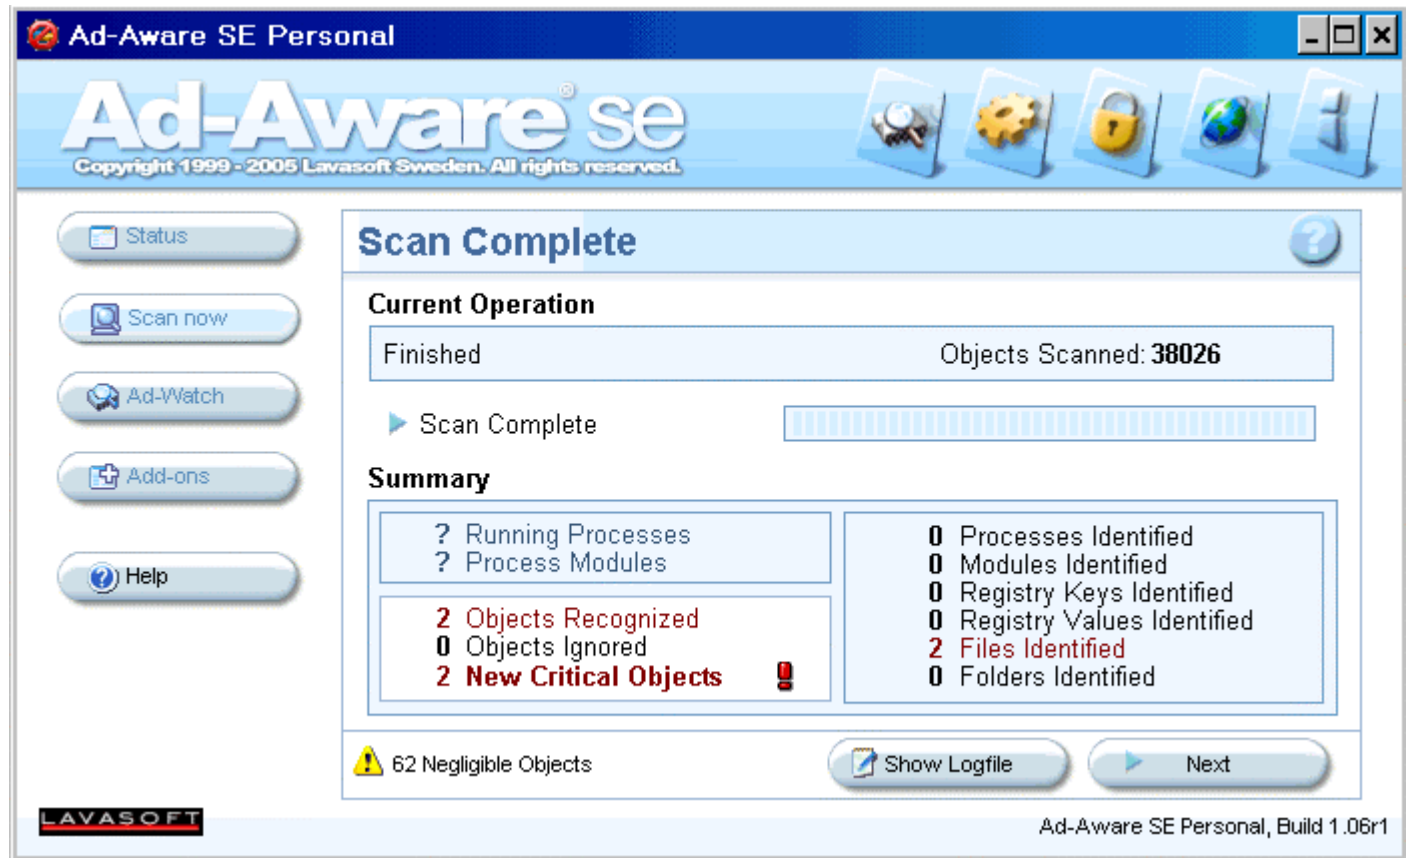 Ad-Aware SE Personal
Ad-Aware® SE
Copyright 1999 - 2005 Lavasoft Sweden. All rights reserved.
Status
Scan now
Ad-Watch
Add-ons
Help
Scan Complete
?
Current Operation
Finished
Objects Scanned: 38026
Scan Complete
Summary
? Running Processes
? Process Modules
2 Objects Recognized
0 Objects Ignored
2 New Critical Objects
0 Processes Identified
0 Modules Identified
0 Registry Keys Identified
0 Registry Values Identified
2 Files Identified
0 Folders Identified
62 Negligible Objects
Show Logfile
Next
LAVASOFT
Ad-Aware SE Personal, Build 1.06r1